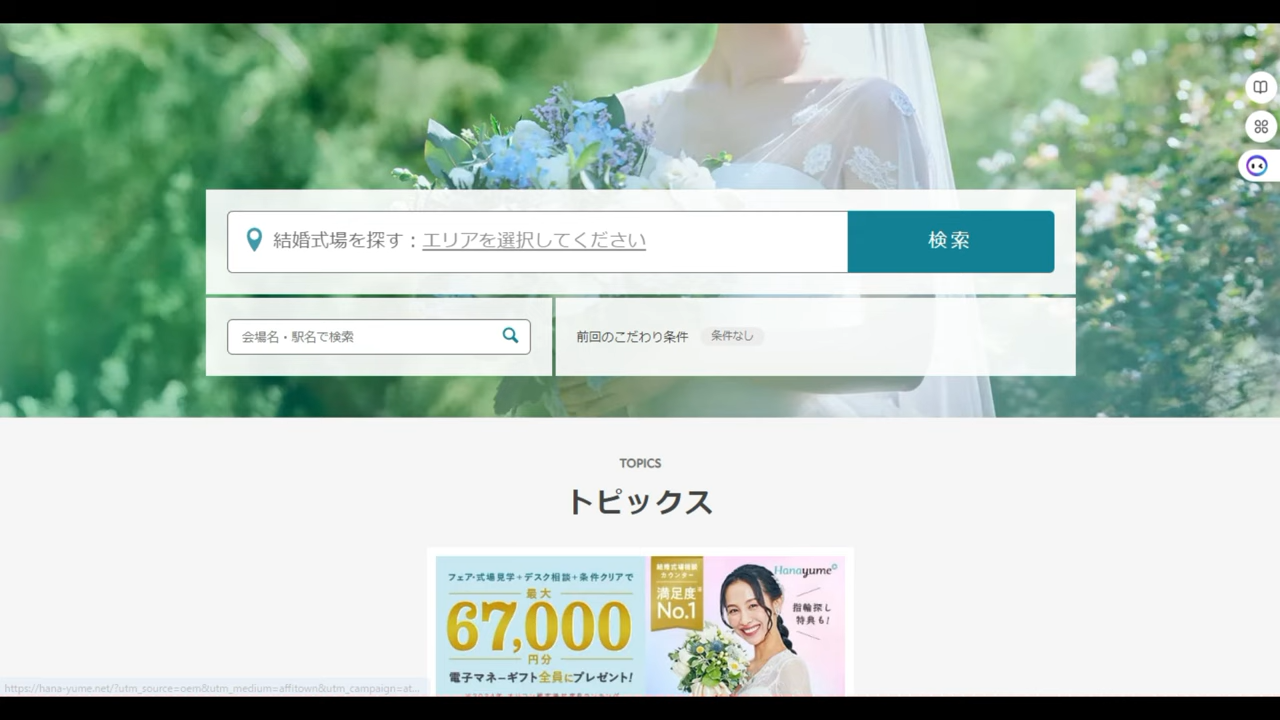 結婚式場を探す：エリアを選択してください
検索
会場名・駅名で検索
前回のこだわり条件 条件なし
TOPICS
トピックス
フェア・式場見学+デスク相談+条件クリアで
最大
67,000
円分
電子マネーギフト全員にプレゼント!
結婚式場相談
カウンター
満足度
No.1
Hanayume
指輪探し
特典も!
https://hana-yume.net/?utm_source=oem&utm_medium=affitown&utm_campaign=at...